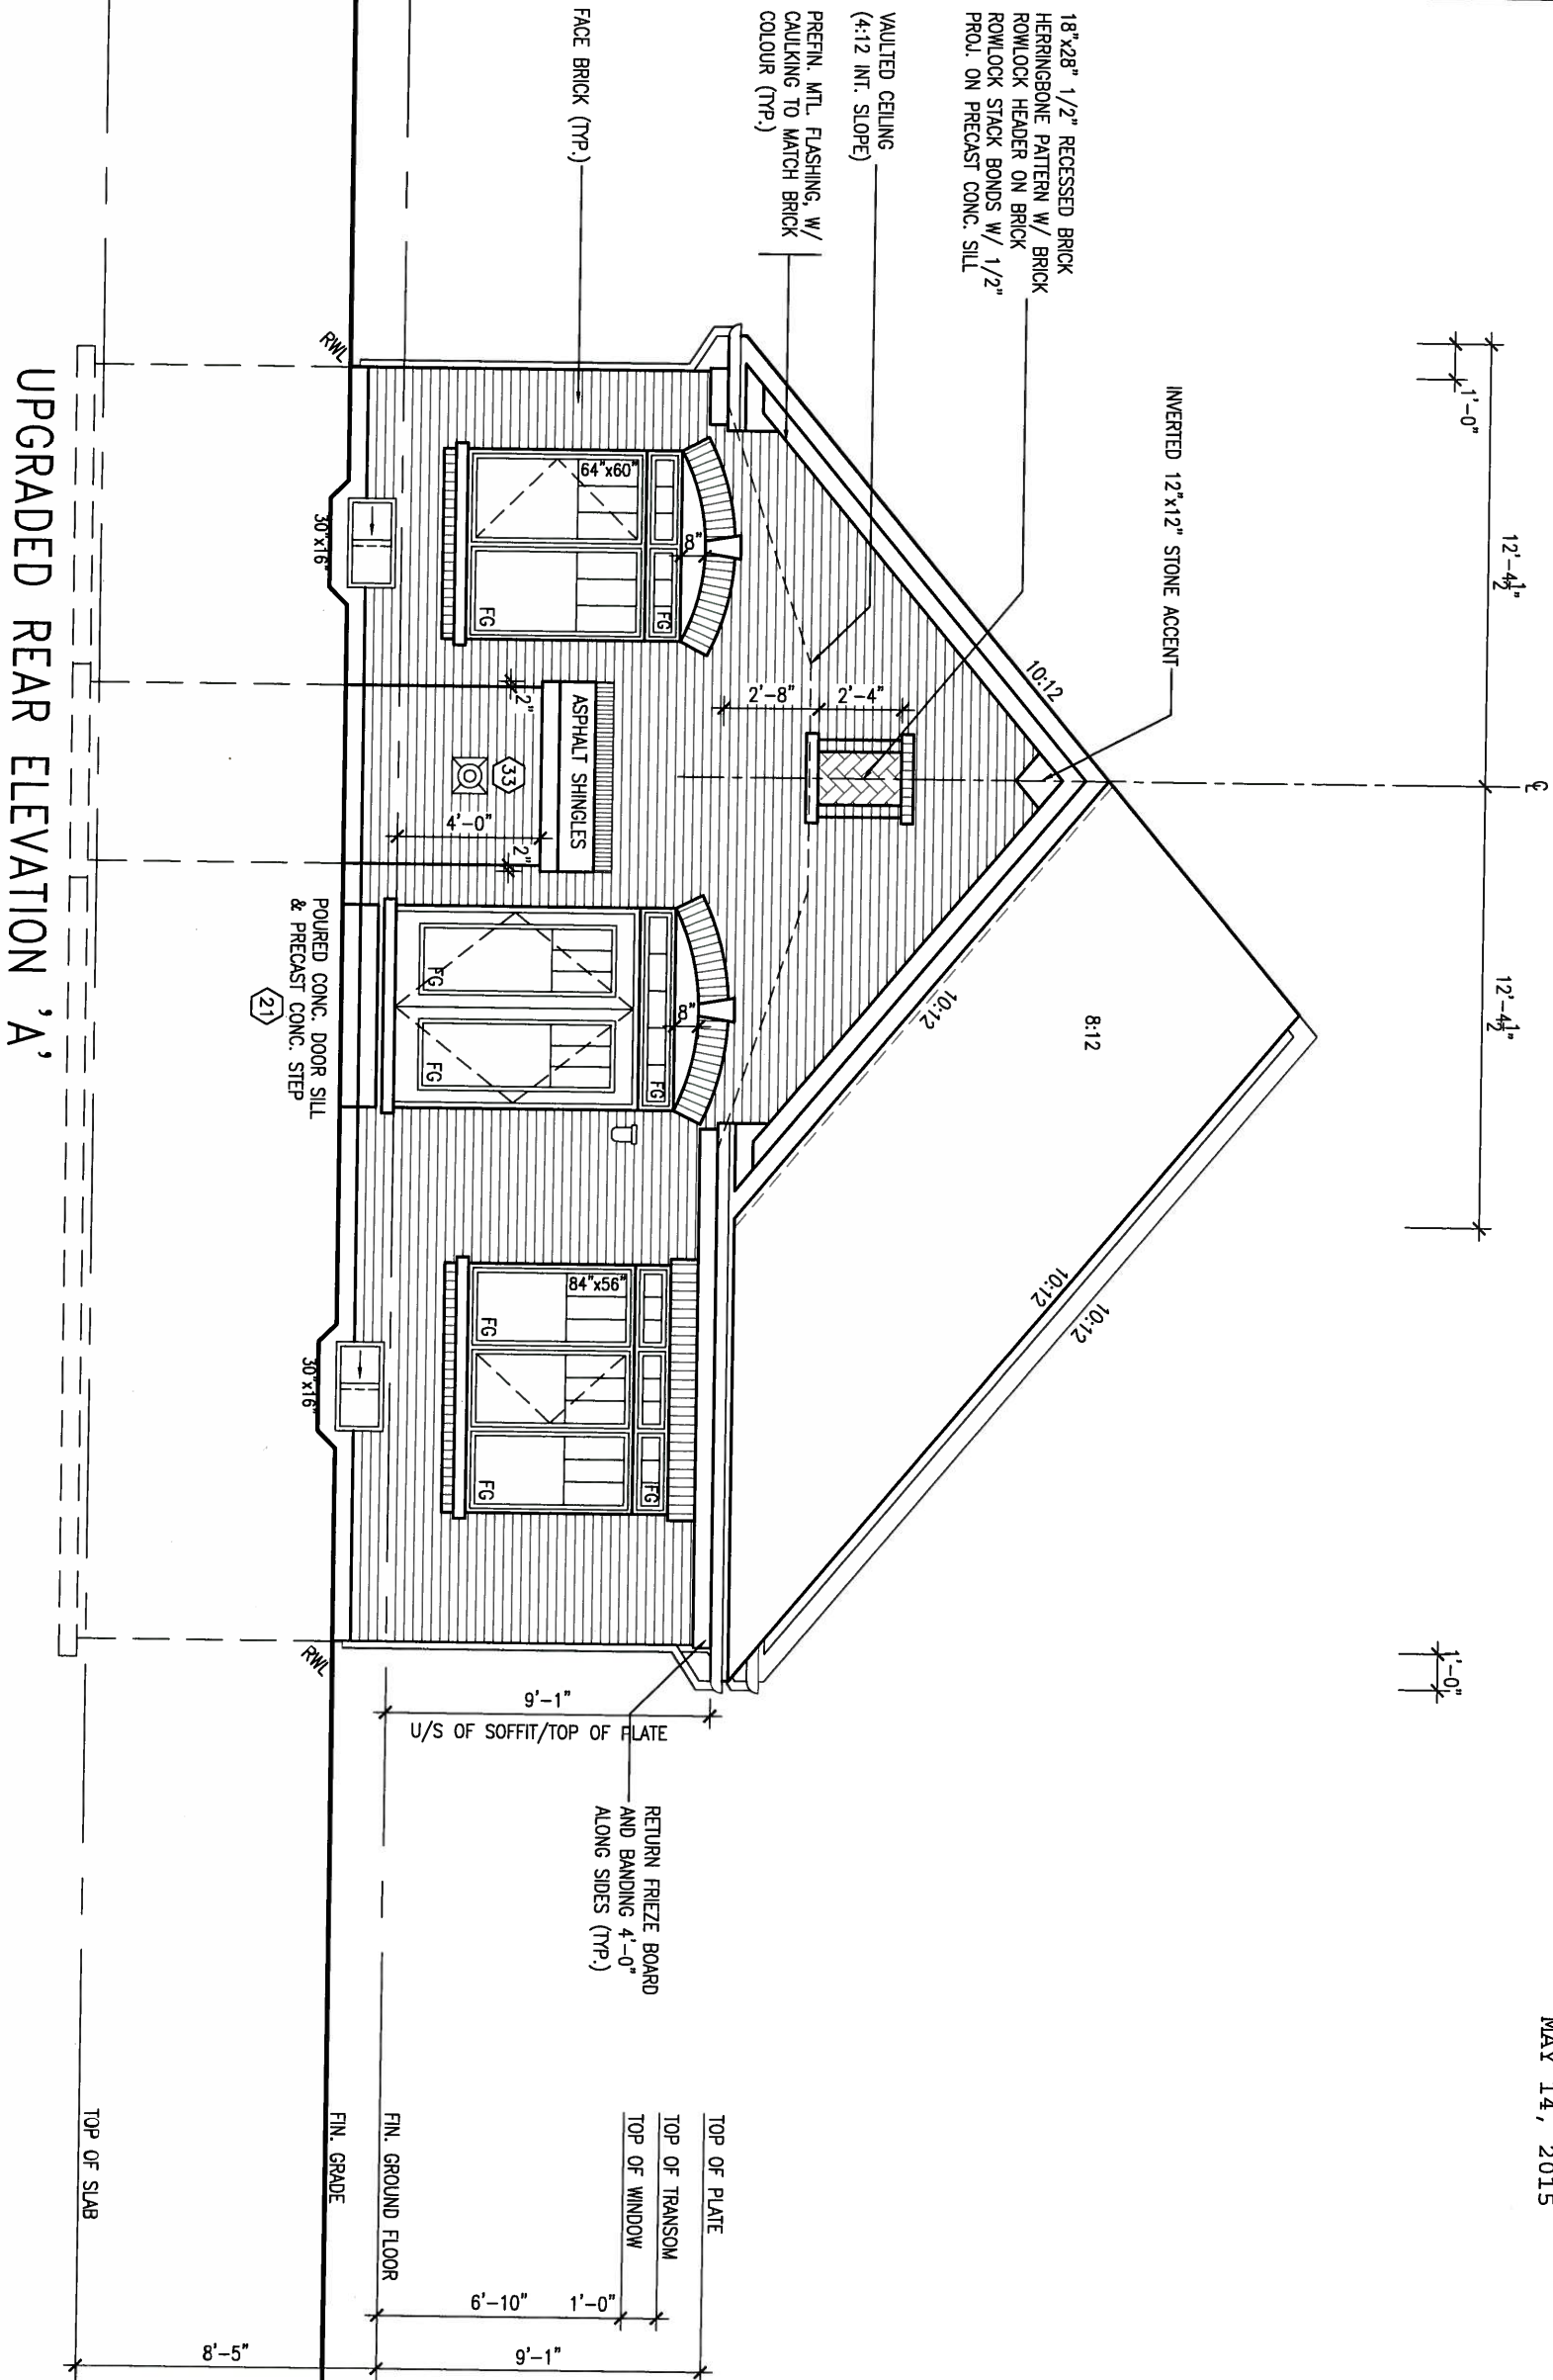 MAY 14, 2015
℄
12'-4½"
12'-4½"
1'-0"
1'-0"
INVERTED 12"x12" STONE ACCENT
18"x28" 1/2" RECESSED BRICK
HERRINGBONE PATTERN W/ BRICK
ROWLOCK HEADER ON BRICK
ROWLOCK STACK BONDS W/ 1/2"
PROJ. ON PRECAST CONC. SILL
VAULTED CEILING
(4:12 INT. SLOPE)
PREFIN. MTL. FLASHING, W/
CAULKING TO MATCH BRICK
COLOUR (TYP.)
FACE BRICK (TYP.)
10:12
10:12
8:12
10:12
10:12
2'-4"
2'-8"
8"
8"
64"x60"
FG
FG
ASPHALT SHINGLES
2"
2"
33
4'-0"
FG
FG
FG
84"x56"
FG
FG
FG
RWL
RWL
30"x16"
30"x16"
POURED CONC. DOOR SILL
& PRECAST CONC. STEP
21
9'-1"
U/S OF SOFFIT/TOP OF PLATE
RETURN FRIEZE BOARD
AND BANDING 4'-0"
ALONG SIDES (TYP.)
TOP OF PLATE
TOP OF TRANSOM
TOP OF WINDOW
1'-0"
6'-10"
9'-1"
FIN. GROUND FLOOR
FIN. GRADE
8'-5"
TOP OF SLAB
UPGRADED REAR ELEVATION 'A'